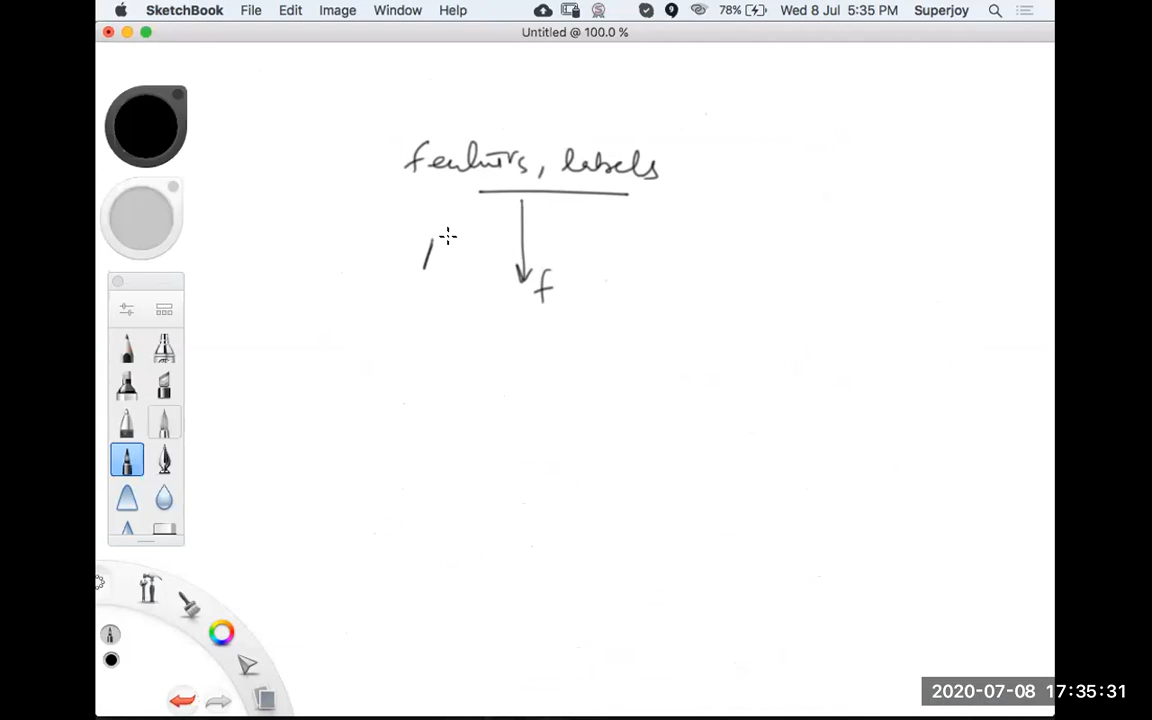 SketchBook File Edit Image Window Help 78% Wed 8 Jul 5:35 PM Superjoy
Untitled @ 100.0 %
features, labels
f
2020-07-08 17:35:31